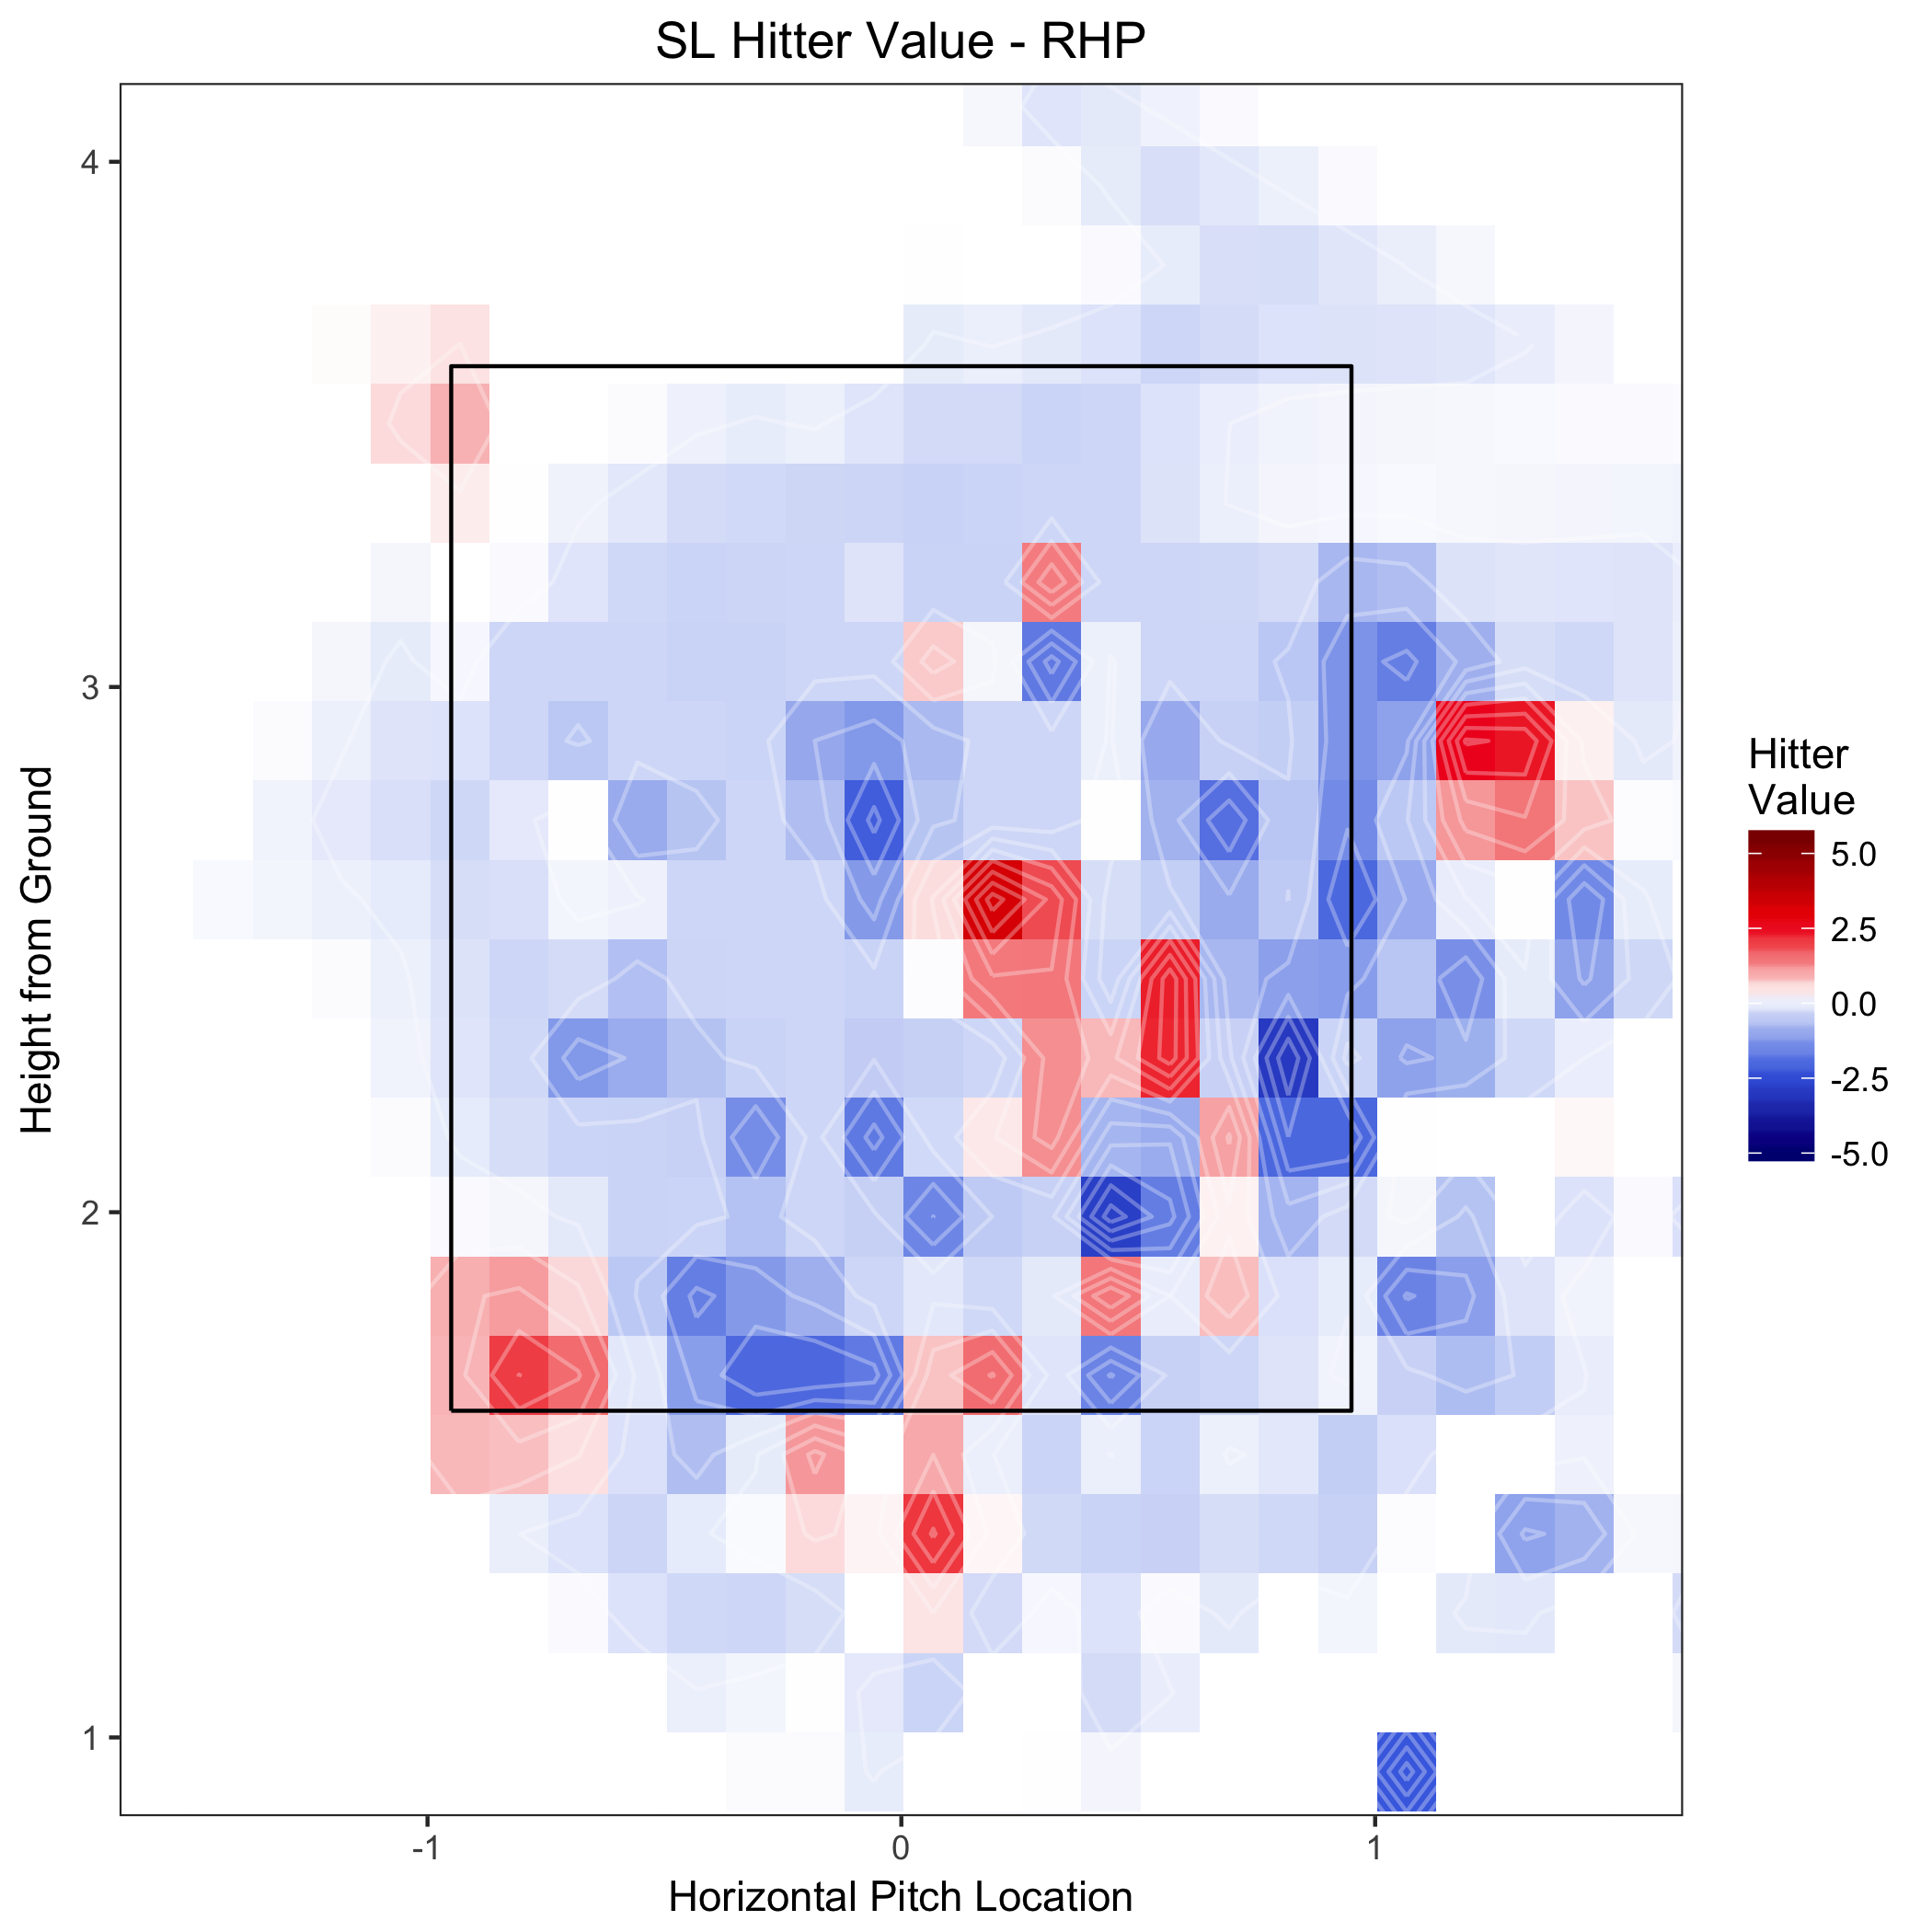 SL Hitter Value - RHP
4
3
2
1
Height from Ground
-1 0 1
Horizontal Pitch Location
Hitter
Value
5.0
2.5
0.0
-2.5
-5.0